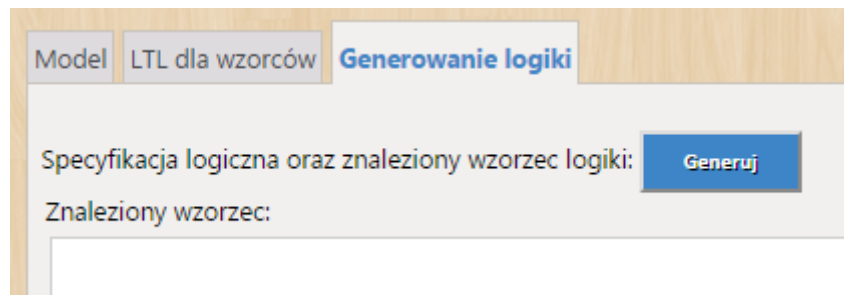 Model LTL dla wzorców Generowanie logiki
Specyfikacja logiczna oraz znaleziony wzorzec logiki: Generuj
Znaleziony wzorzec: